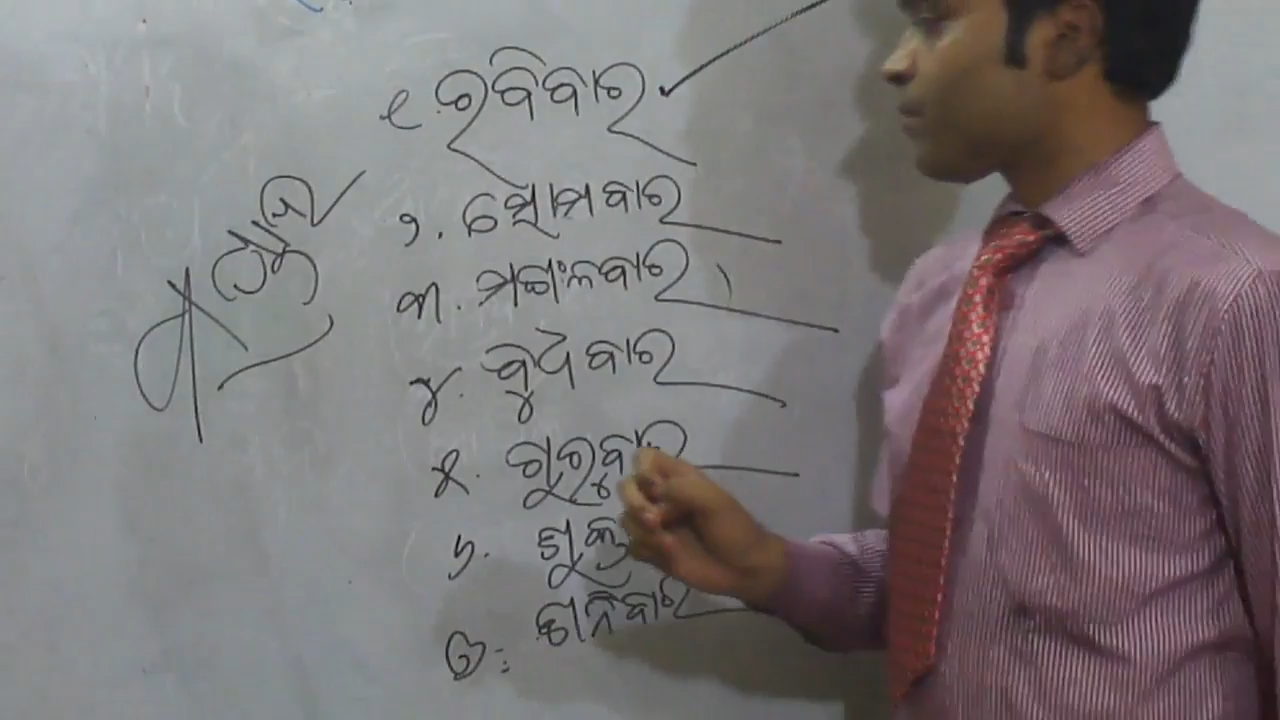 ୧. ରବିବାର
୨. ସୋମବାର
୩. ମଙ୍ଗଳବାର
୪. ବୁଧବାର
୫. ଗୁରୁବାର
୬. ଶୁକ୍ର
୭. ଶନିବାର